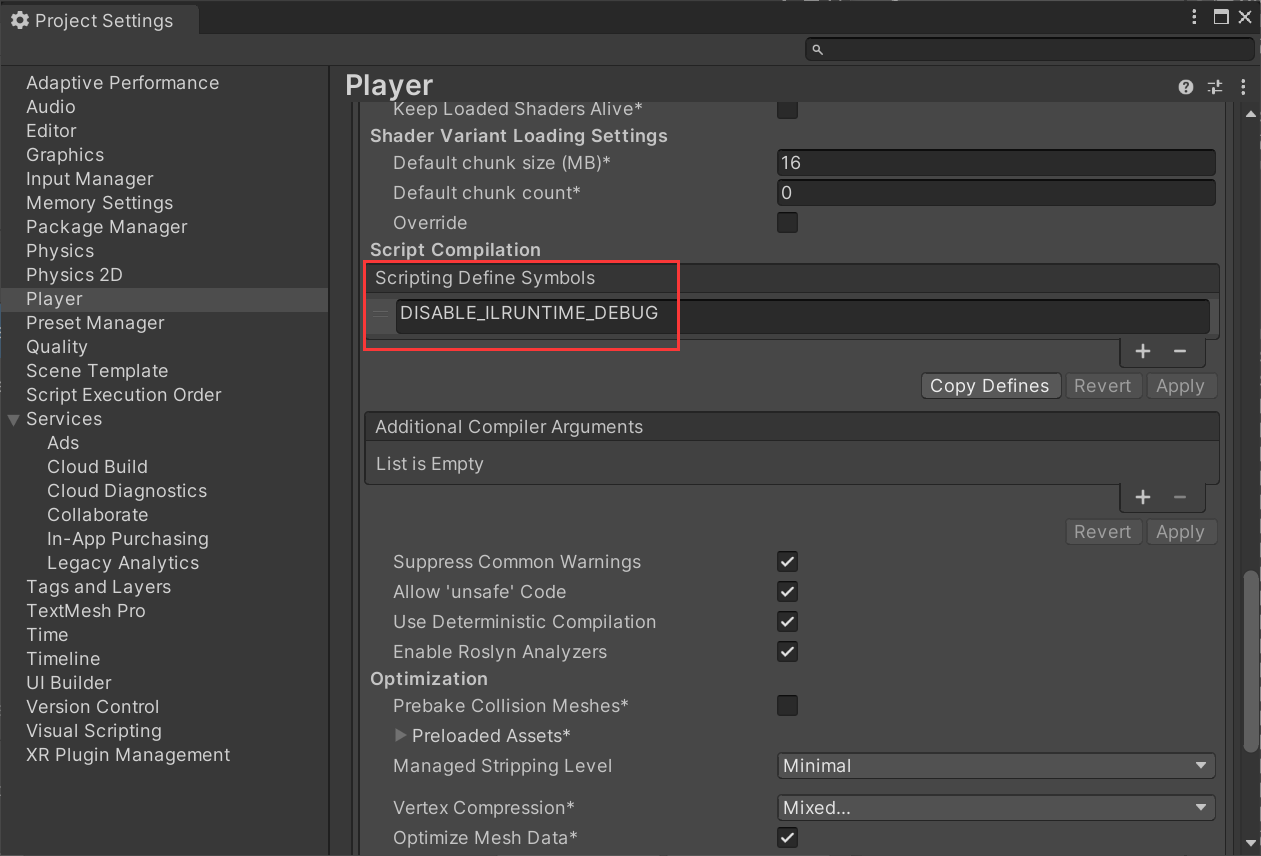 Project Settings
Adaptive Performance
Audio
Editor
Graphics
Input Manager
Memory Settings
Package Manager
Physics
Physics 2D
Player
Preset Manager
Quality
Scene Template
Script Execution Order
Services
Ads
Cloud Build
Cloud Diagnostics
Collaborate
In-App Purchasing
Legacy Analytics
Tags and Layers
TextMesh Pro
Time
Timeline
UI Builder
Version Control
Visual Scripting
XR Plugin Management
Player
Keep Loaded Shaders Alive*
Shader Variant Loading Settings
Default chunk size (MB)* 16
Default chunk count* 0
Override
Script Compilation
Scripting Define Symbols
DISABLE_ILRUNTIME_DEBUG
+ −
Copy Defines Revert Apply
Additional Compiler Arguments
List is Empty
+ −
Revert Apply
Suppress Common Warnings
Allow 'unsafe' Code
Use Deterministic Compilation
Enable Roslyn Analyzers
Optimization
Prebake Collision Meshes*
Preloaded Assets*
Managed Stripping Level Minimal
Vertex Compression* Mixed...
Optimize Mesh Data*